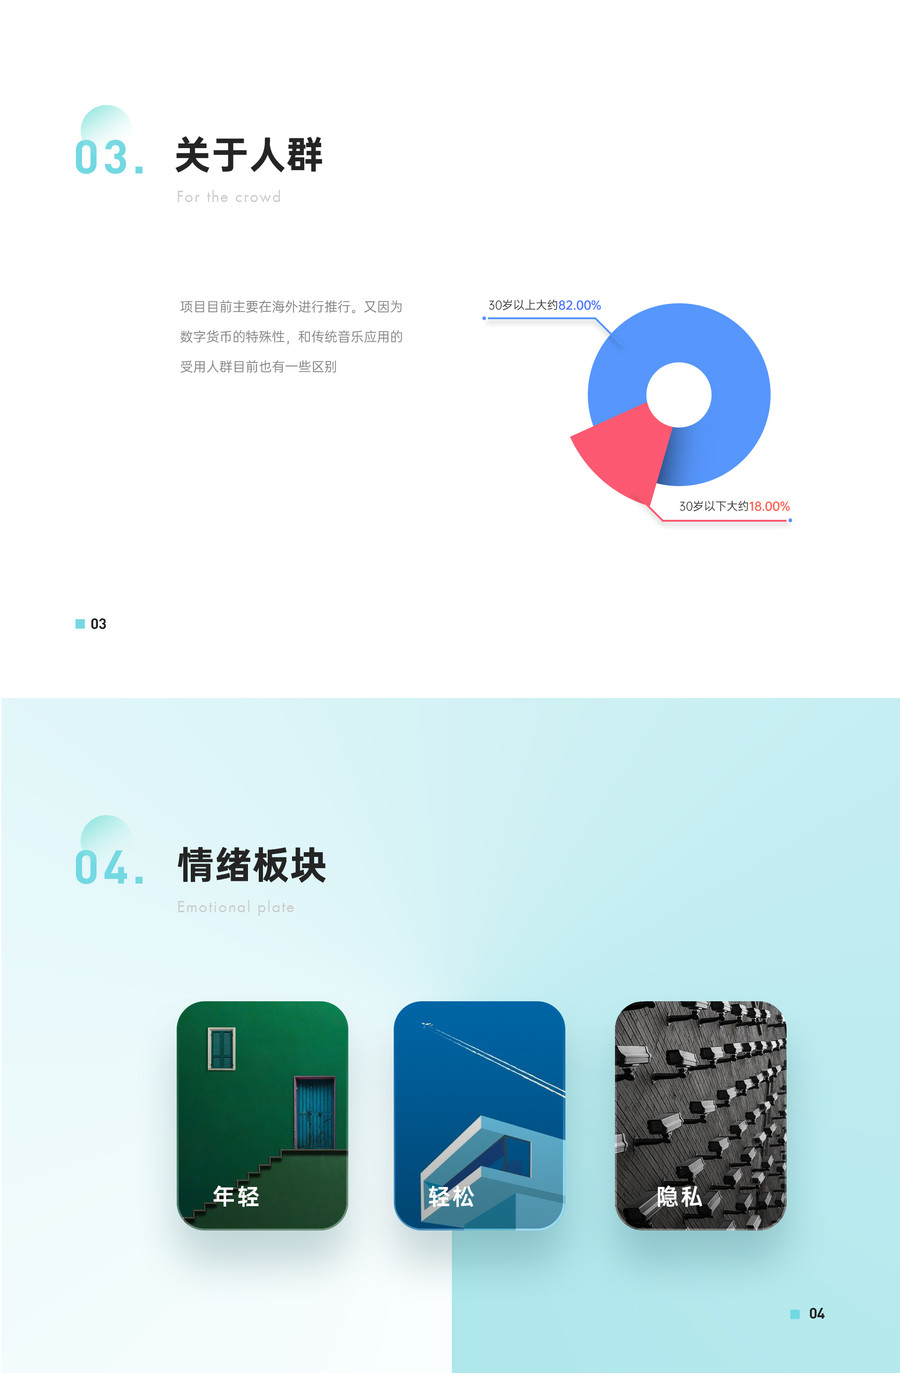 03.
关于人群
For the crowd
项目目前主要在海外进行推行。又因为
数字货币的特殊性，和传统音乐应用的
受用人群目前也有一些区别
30岁以上大约82.00%
30岁以下大约18.00%
03
04.
情绪板块
Emotional plate
年轻
轻松
隐私
04